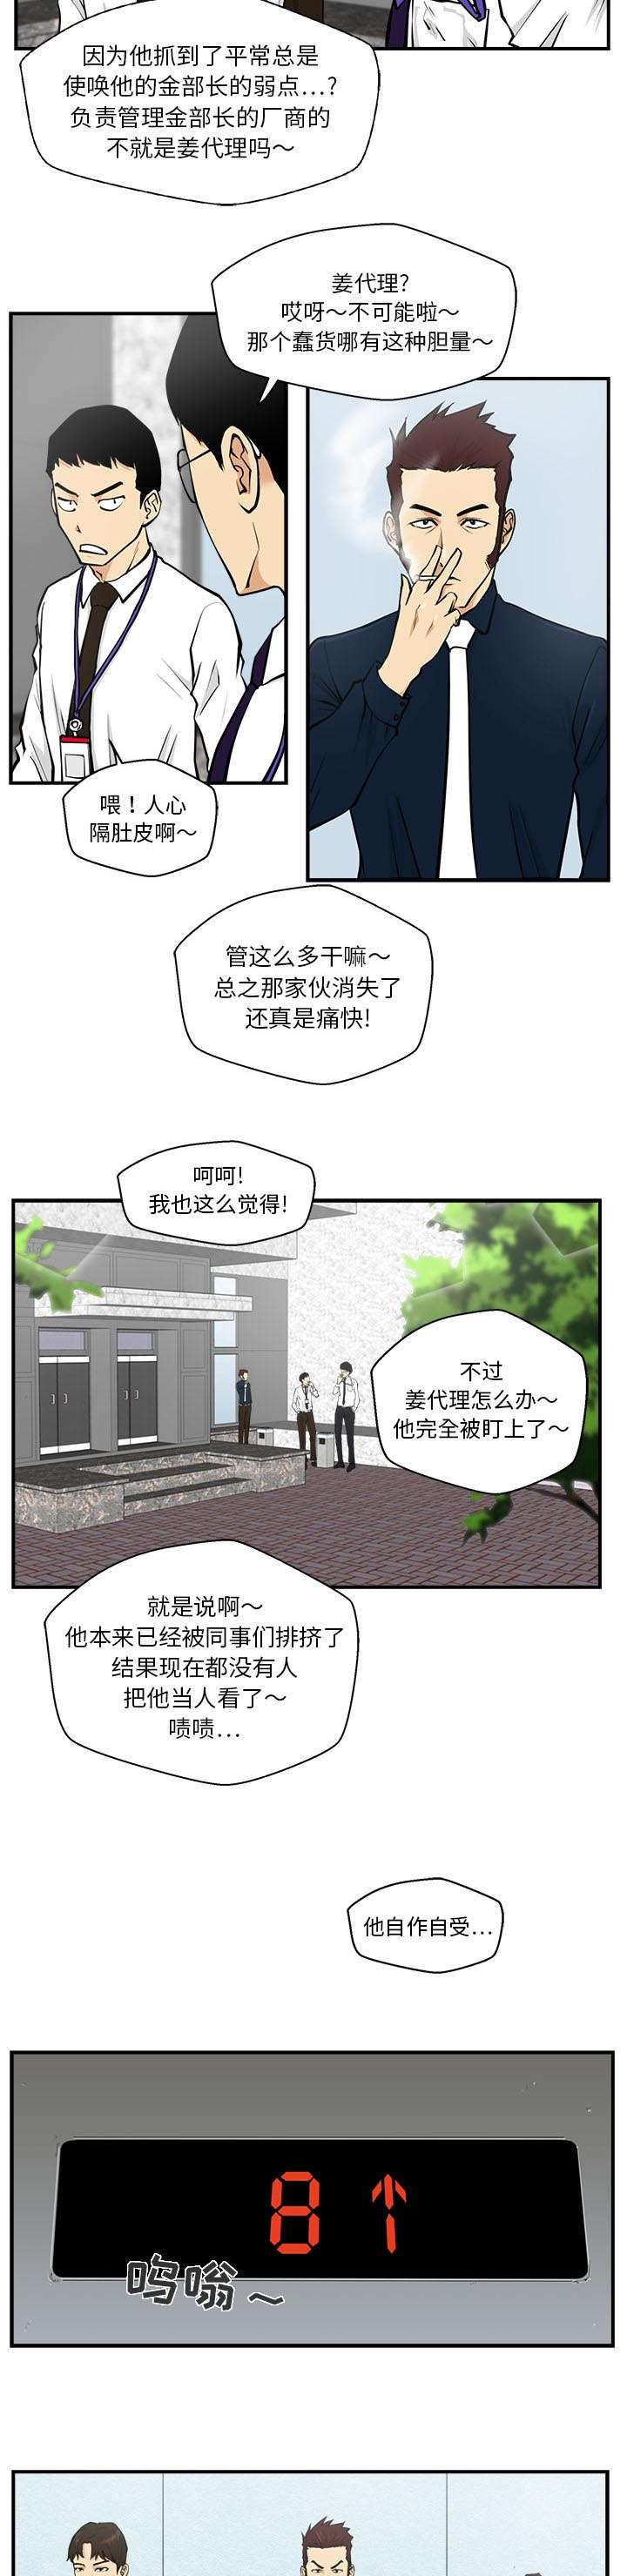 因为他抓到了平常总是
使唤他的金部长的弱点...?
负责管理金部长的厂商的
不就是姜代理吗～
姜代理?
哎呀～不可能啦～
那个蠢货哪有这种胆量～
喂！人心
隔肚皮啊～
管这么多干嘛～
总之那家伙消失了
还真是痛快!
呵呵!
我也这么觉得!
不过
姜代理怎么办～
他完全被盯上了～
就是说啊～
他本来已经被同事们排挤了
结果现在都没有人
把他当人看了～
啧啧...
他自作自受...
8↑
呜嗡～